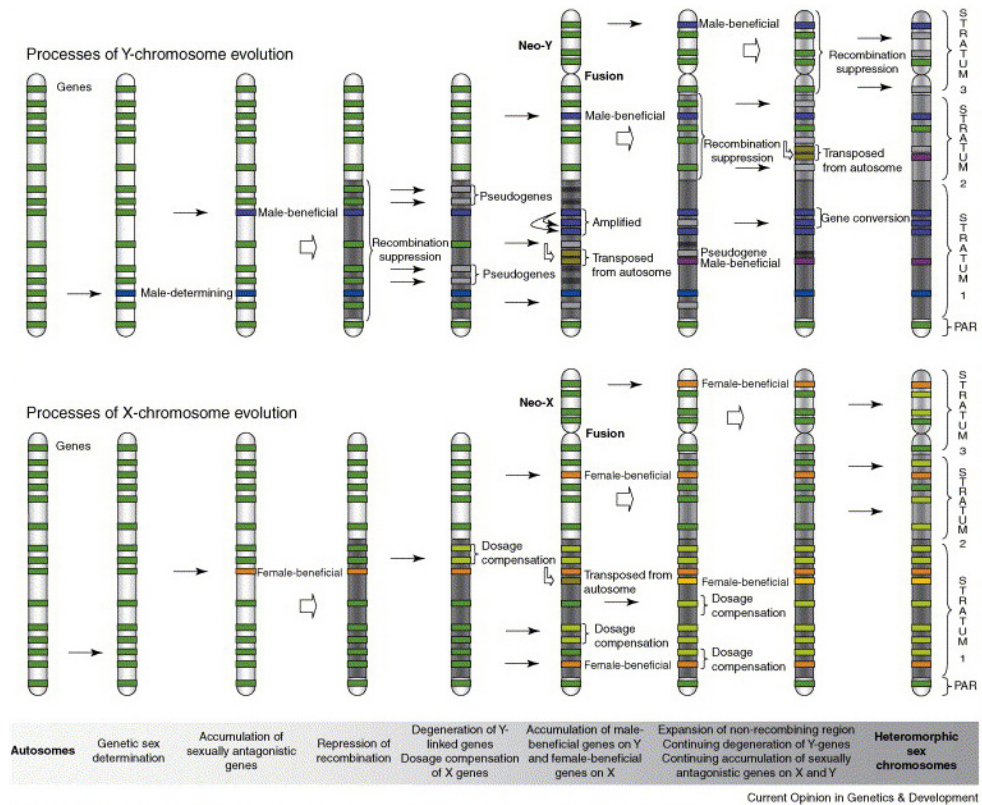 Processes of Y-chromosome evolution
Genes
Male-determining
Male-beneficial
Recombination
suppression
Pseudogenes
Pseudogenes
Neo-Y
Fusion
Male-beneficial
Amplified
Transposed
from autosome
Male-beneficial
Recombination
suppression
Pseudogene
Male-beneficial
Recombination
suppression
Transposed
from autosome
Gene conversion
STRATUM
3
STRATUM
2
STRATUM
1
PAR
Processes of X-chromosome evolution
Genes
Female-beneficial
Dosage
compensation
Neo-X
Fusion
Female-beneficial
Transposed from
autosome
Dosage
compensation
Female-beneficial
Female-beneficial
Female-beneficial
Dosage
compensation
Dosage
compensation
STRATUM
3
STRATUM
2
STRATUM
1
PAR
Autosomes
Genetic sex
determination
Accumulation of
sexually antagonistic
genes
Repression of
recombination
Degeneration of Y-
linked genes
Dosage compensation
of X genes
Accumulation of male-
beneficial genes on Y
and female-beneficial
genes on X
Expansion of non-recombining region
Continuing degeneration of Y-genes
Continuing accumulation of sexually
antagonistic genes on X and Y
Heteromorphic
sex
chromosomes
Current Opinion in Genetics & Development